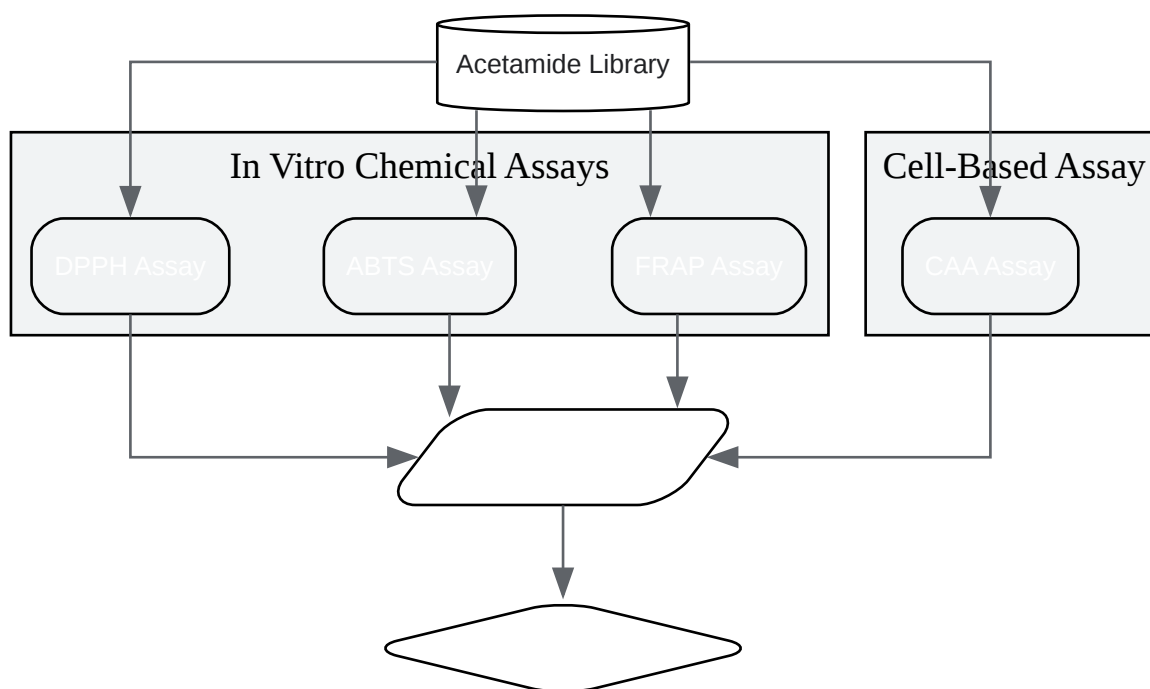 Acetamide Library
In Vitro Chemical Assays
Cell-Based Assay
DPPH Assay
ABTS Assay
FRAP Assay
CAA Assay